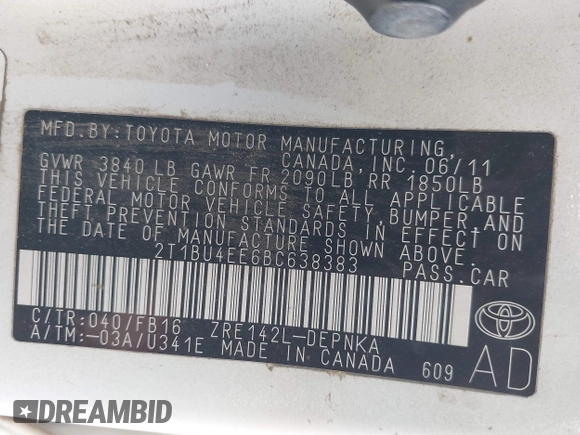 MFD. BY: TOYOTA MOTOR MANUFACTURING,
CANADA, INC. 06/11
GVWR 3840 LB GAWR FR 2090LB, RR 1850LB
THIS VEHICLE CONFORMS TO ALL APPLICABLE
FEDERAL MOTOR VEHICLE SAFETY, BUMPER, AND
THEFT PREVENTION STANDARDS IN EFFECT ON
THE DATE OF MANUFACTURE SHOWN ABOVE.
2T1BU4EE6BC638383 PASS. CAR
C/TR: 040/FB16 ZRE142L-DEPNKA
A/TM: -03A/U341E MADE IN CANADA 609
TOYOTA
AD
DREAMBID